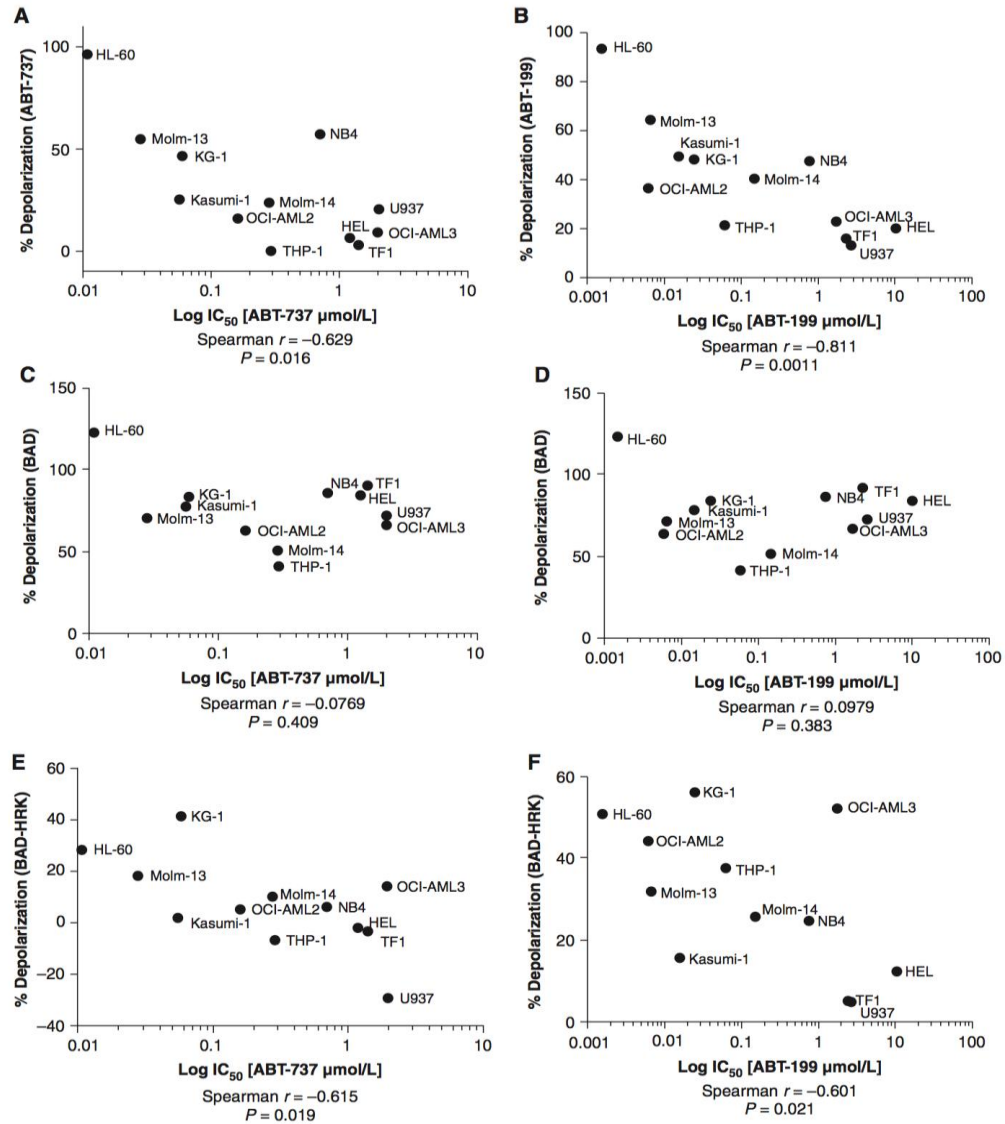 A
% Depolarization (ABT-737)
100
50
0
HL-60
Molm-13
NB4
KG-1
Kasumi-1
Molm-14
U937
OCI-AML2
HEL
OCI-AML3
THP-1
TF1
0.01 0.1 1 10
Log IC50 [ABT-737 µmol/L]
Spearman r = –0.629
P = 0.016
B
% Depolarization (ABT-199)
100
80
60
40
20
0
HL-60
Molm-13
Kasumi-1
KG-1
NB4
Molm-14
OCI-AML2
THP-1
OCI-AML3
HEL
TF1
U937
0.001 0.01 0.1 1 10 100
Log IC50 [ABT-199 µmol/L]
Spearman r = –0.811
P = 0.0011
C
% Depolarization (BAD)
150
100
50
0
HL-60
NB4
TF1
KG-1
HEL
Kasumi-1
Molm-13
U937
OCI-AML2
OCI-AML3
Molm-14
THP-1
0.01 0.1 1 10
Log IC50 [ABT-737 µmol/L]
Spearman r = –0.0769
P = 0.409
D
% Depolarization (BAD)
150
100
50
0
HL-60
KG-1
NB4
TF1
HEL
Kasumi-1
Molm-13
U937
OCI-AML2
OCI-AML3
Molm-14
THP-1
0.001 0.01 0.1 1 10 100
Log IC50 [ABT-199 µmol/L]
Spearman r = 0.0979
P = 0.383
E
% Depolarization (BAD-HRK)
60
40
20
0
–20
–40
KG-1
HL-60
Molm-13
Molm-14
OCI-AML3
OCI-AML2
NB4
Kasumi-1
HEL
THP-1
TF1
U937
0.01 0.1 1 10
Log IC50 [ABT-737 µmol/L]
Spearman r = –0.615
P = 0.019
F
% Depolarization (BAD-HRK)
60
40
20
0
KG-1
HL-60
OCI-AML3
OCI-AML2
THP-1
Molm-13
Molm-14
NB4
Kasumi-1
HEL
TF1
U937
0.001 0.01 0.1 1 10 100
Log IC50 [ABT-199 µmol/L]
Spearman r = –0.601
P = 0.021